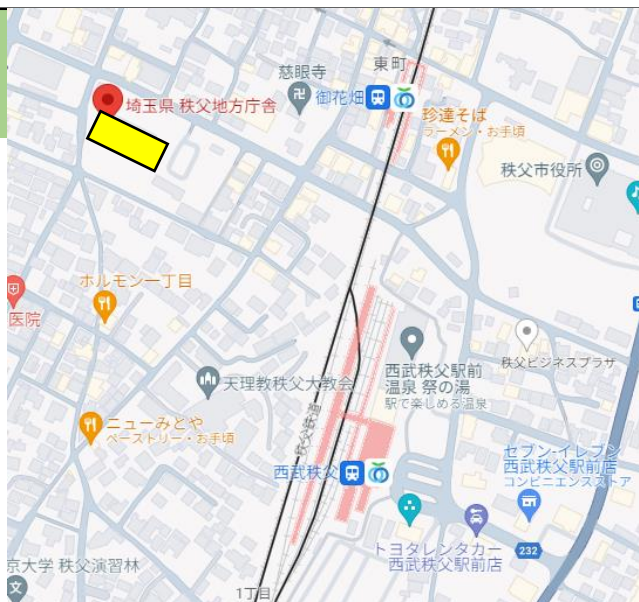 東町
慈眼寺
御花畑
埼玉県 秩父地方庁舎
珍達そば
ラーメン・お手頃
秩父市役所
ホルモン一丁目
医院
西武秩父駅前
温泉 祭の湯
駅で楽しめる温泉
秩父ビジネスプラザ
天理教秩父大教会
ニューみどや
ペーストリー・お手頃
秩父鉄道
西武秩父
セブン-イレブン
西武秩父駅前店
コンビニエンスストア
トヨタレンタカー
西武秩父駅前店
232
京大学 秩父演習林
1丁目